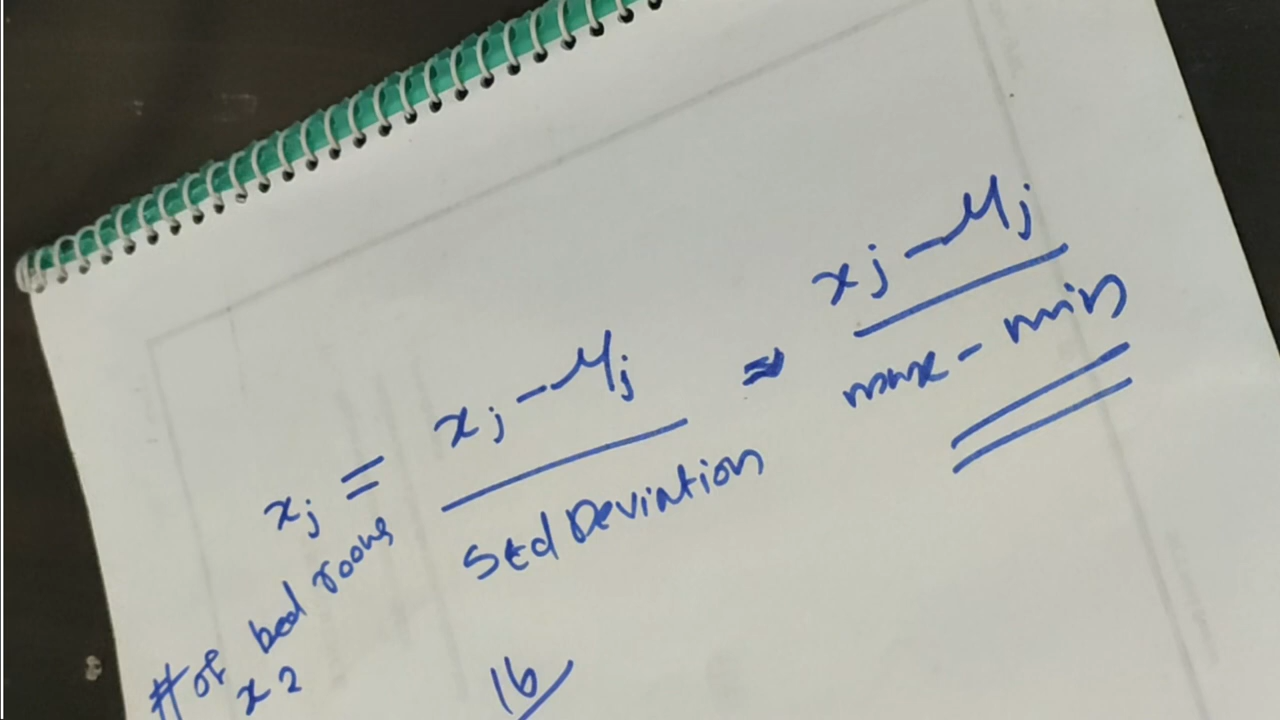 xj = xj - μj / Std Deviation ⇒ xj - μj / max - min
# of bed rooms
x2
16